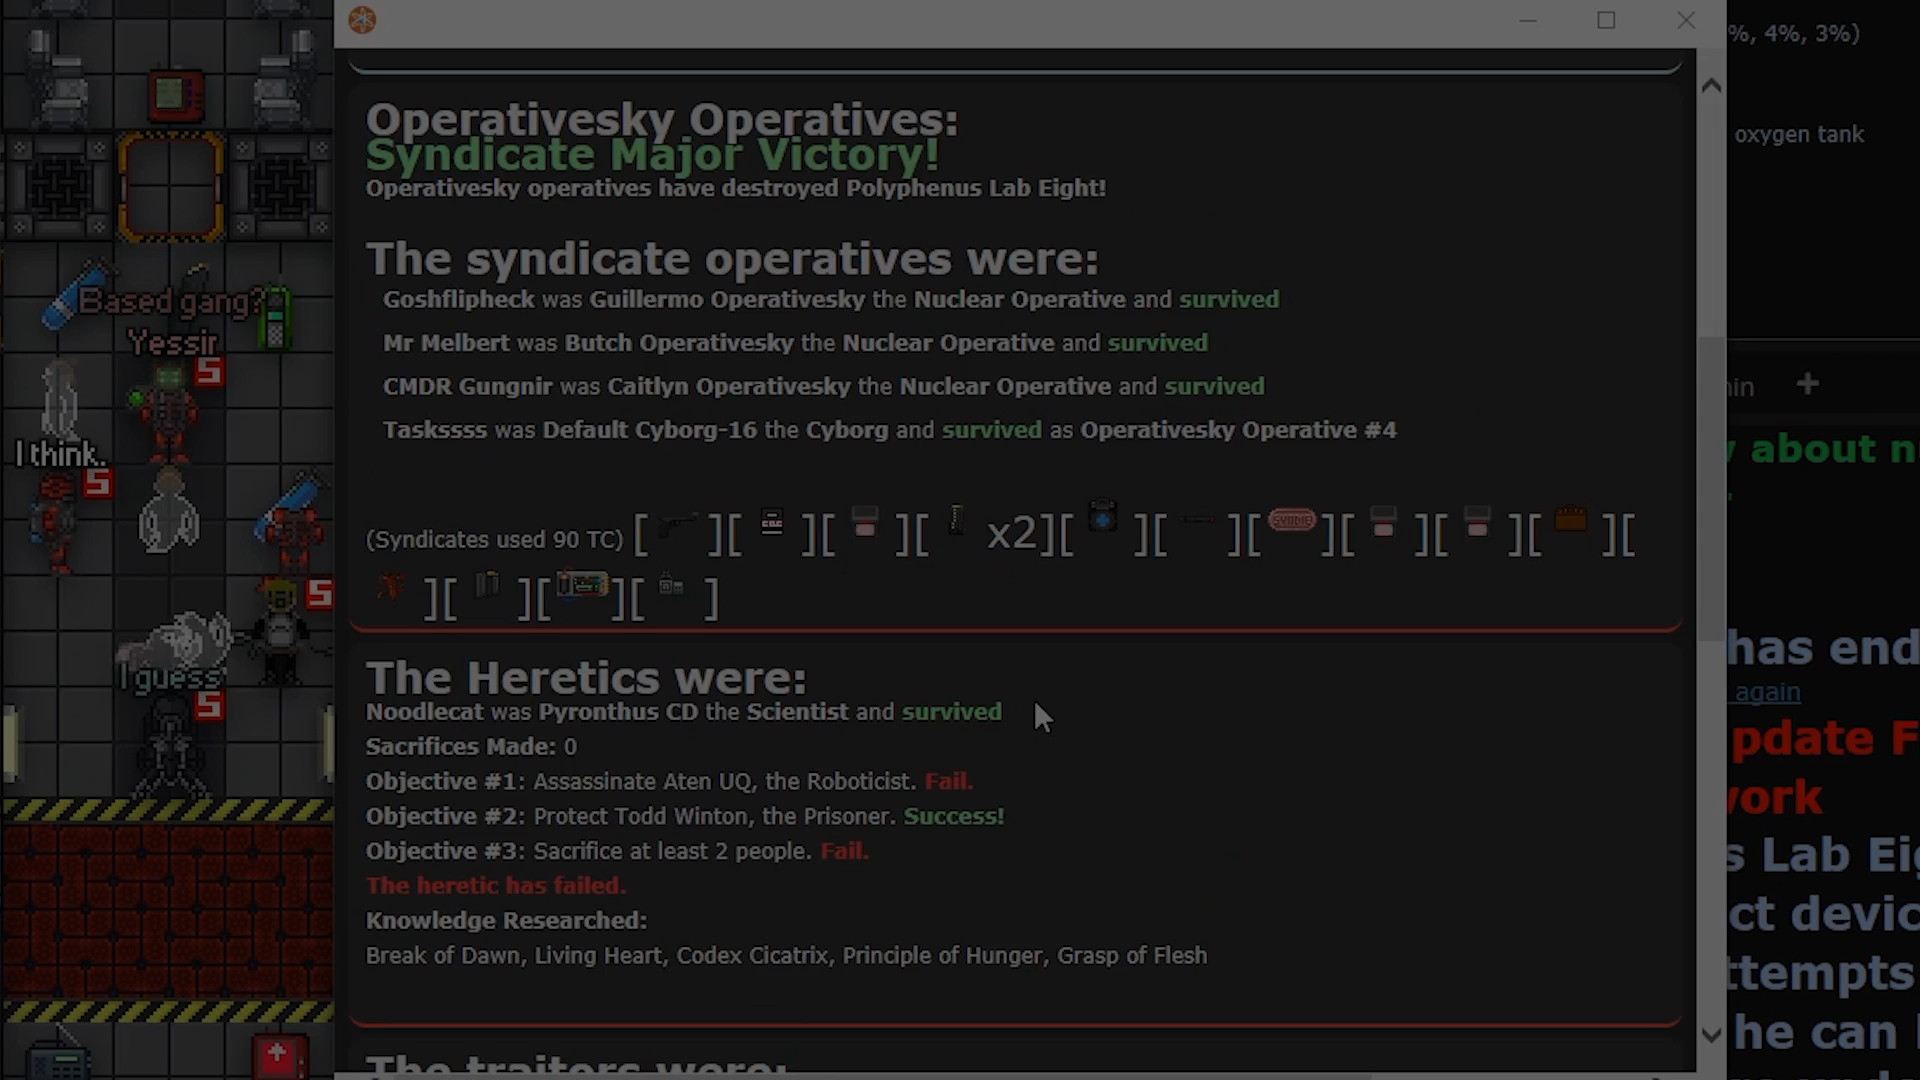 Operativesky Operatives:
Syndicate Major Victory!
Operativesky operatives have destroyed Polyphenus Lab Eight!
The syndicate operatives were:
Goshflipheck was Guillermo Operativesky the Nuclear Operative and survived
Mr Melbert was Butch Operativesky the Nuclear Operative and survived
CMDR Gungnir was Caitlyn Operativesky the Nuclear Operative and survived
Taskssss was Default Cyborg-16 the Cyborg and survived as Operativesky Operative #4
(Syndicates used 90 TC) [ ][ ][ ][ x2][ ][ ][ ][ ][ ][ ][
][ ][ ][ ]
The Heretics were:
Noodlecat was Pyronthus CD the Scientist and survived
Sacrifices Made: 0
Objective #1: Assassinate Aten UQ, the Roboticist. Fail.
Objective #2: Protect Todd Winton, the Prisoner. Success!
Objective #3: Sacrifice at least 2 people. Fail.
The heretic has failed.
Knowledge Researched:
Break of Dawn, Living Heart, Codex Cicatrix, Principle of Hunger, Grasp of Flesh
The traitors were:
Based gang?
Yessir
S
I think.
S
S
I guess
S
%, 4%, 3%)
oxygen tank
min +
about n
has end
again
pdate F
work
s Lab Eig
ct devic
ttempts
he can